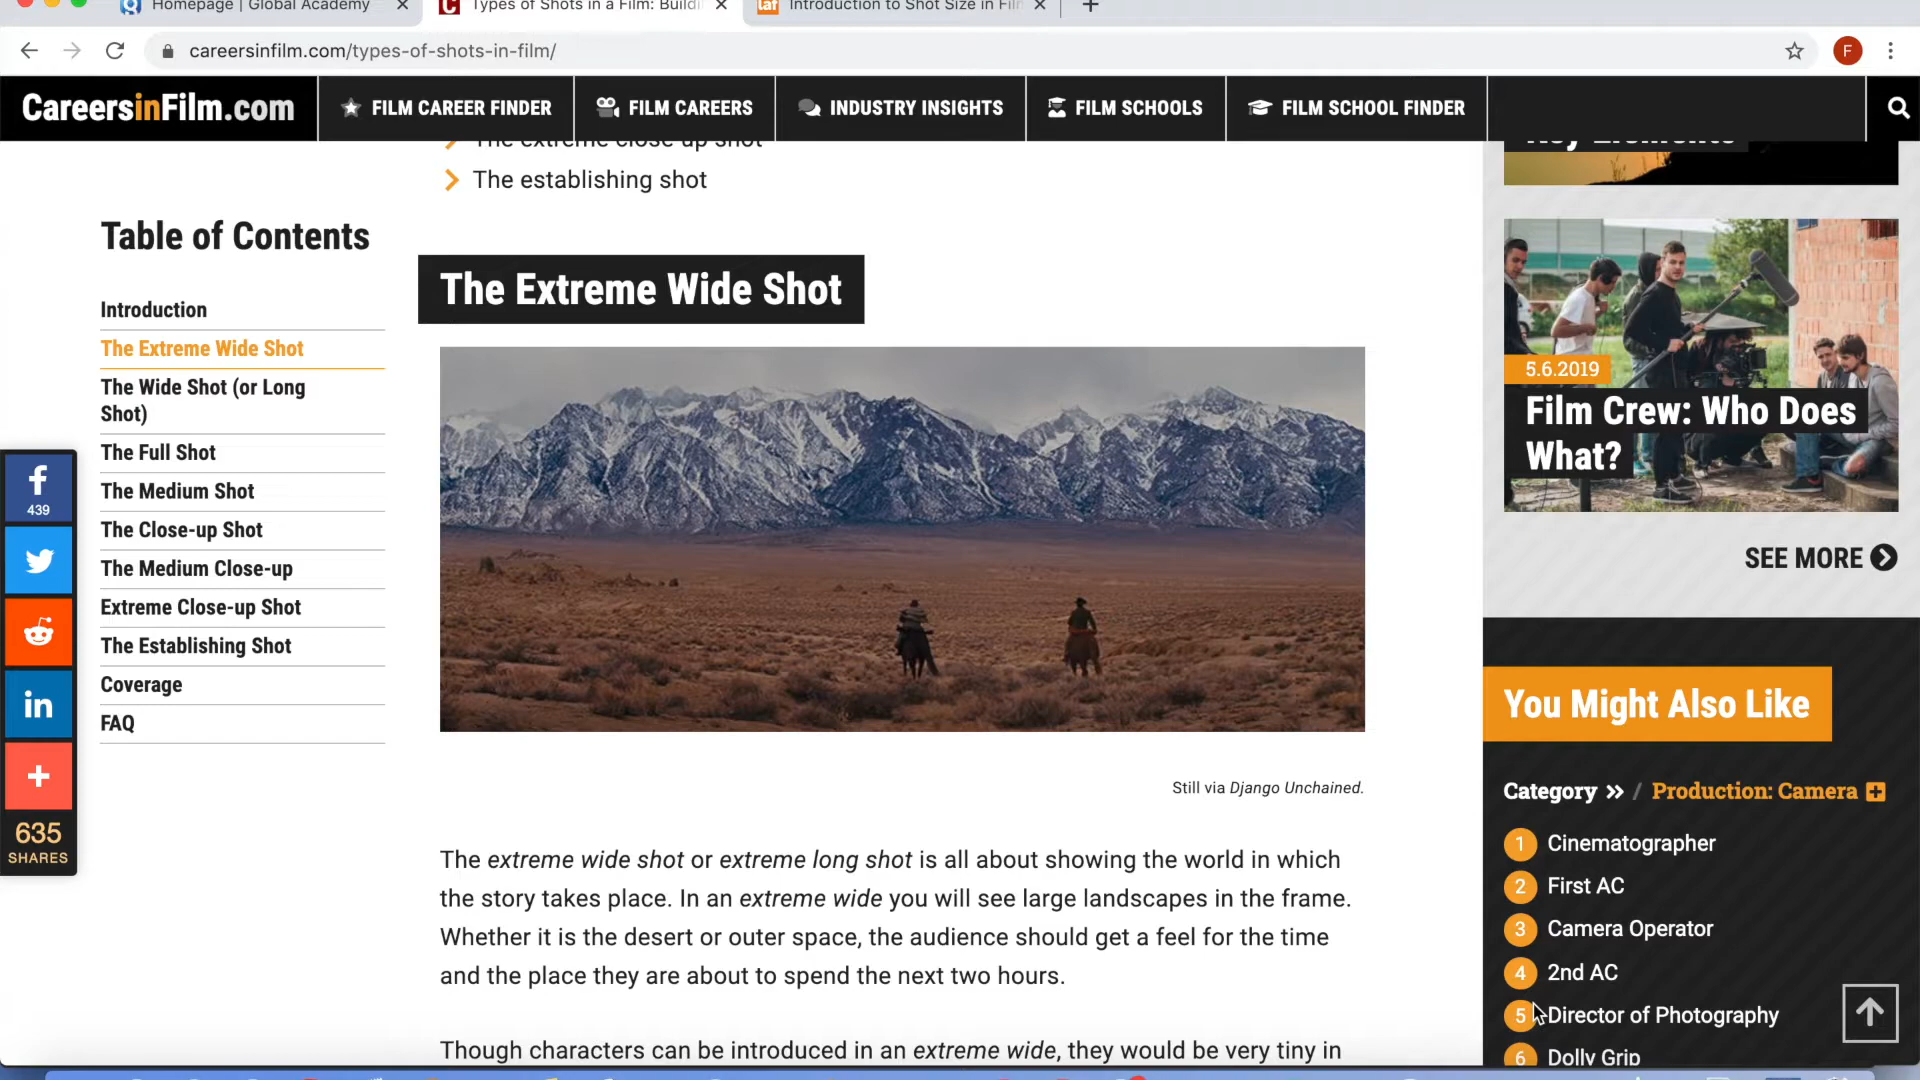 Homepage | Global Academy
Types of Shots in a Film: Buildi
laf
Introduction to Shot Size in Film
careersinfilm.com/types-of-shots-in-film/
F
CareersinFilm.com
FILM CAREER FINDER
FILM CAREERS
INDUSTRY INSIGHTS
FILM SCHOOLS
FILM SCHOOL FINDER
The extreme close up shot
The establishing shot
Table of Contents
Introduction
The Extreme Wide Shot
The Wide Shot (or Long
Shot)
The Full Shot
The Medium Shot
The Close-up Shot
The Medium Close-up
Extreme Close-up Shot
The Establishing Shot
Coverage
FAQ
439
635
SHARES
The Extreme Wide Shot
Still via Django Unchained.
The extreme wide shot or extreme long shot is all about showing the world in which
the story takes place. In an extreme wide you will see large landscapes in the frame.
Whether it is the desert or outer space, the audience should get a feel for the time
and the place they are about to spend the next two hours.
Though characters can be introduced in an extreme wide, they would be very tiny in
Key Elements
5.6.2019
Film Crew: Who Does
What?
SEE MORE
You Might Also Like
Category / Production: Camera
1 Cinematographer
2 First AC
3 Camera Operator
4 2nd AC
5 Director of Photography
6 Dolly Grip